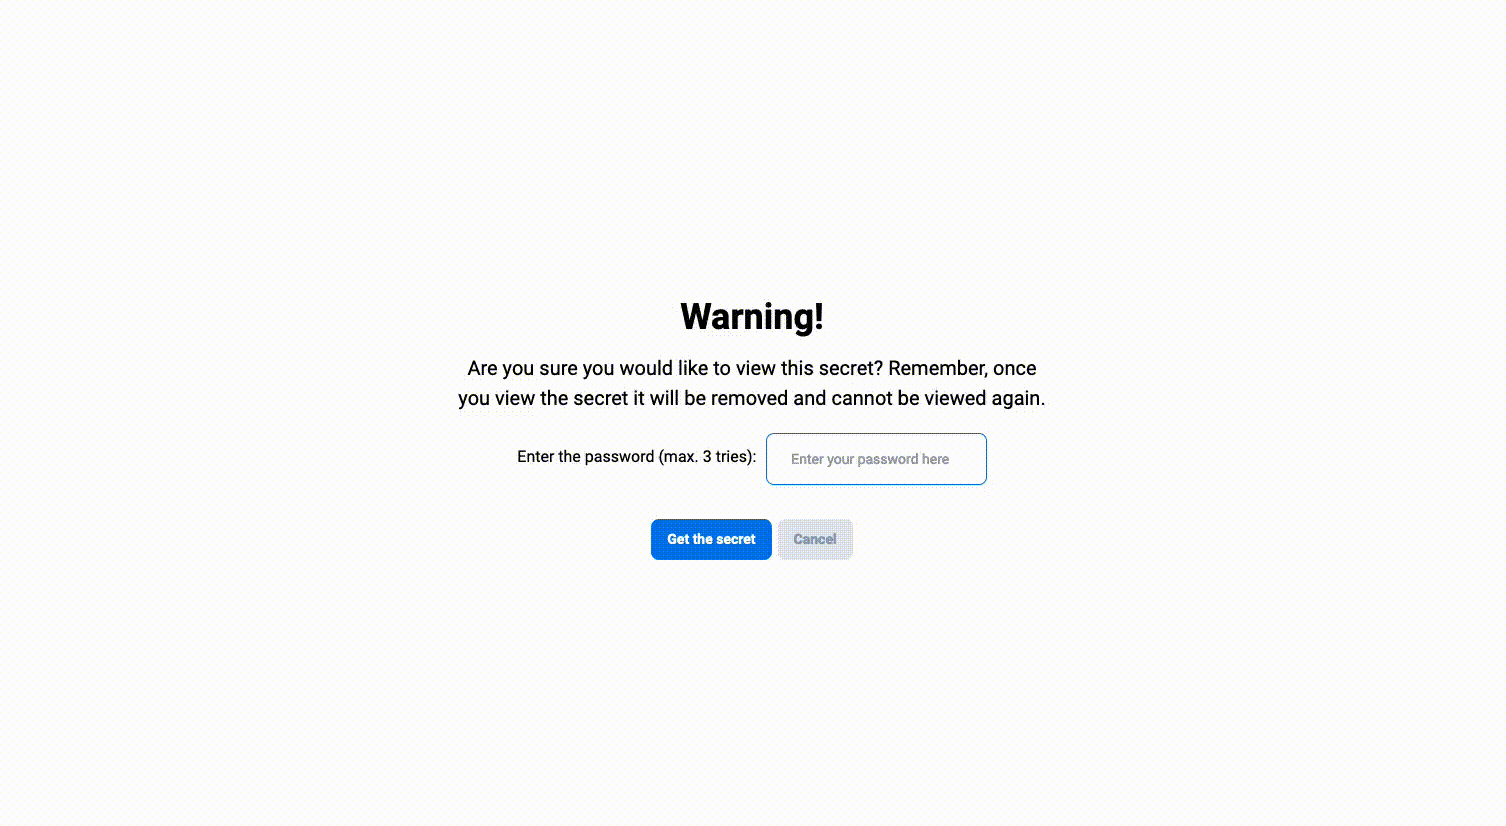 Warning!
Are you sure you would like to view this secret? Remember, once
you view the secret it will be removed and cannot be viewed again.
Enter the password (max. 3 tries): Enter your password here
Get the secret Cancel